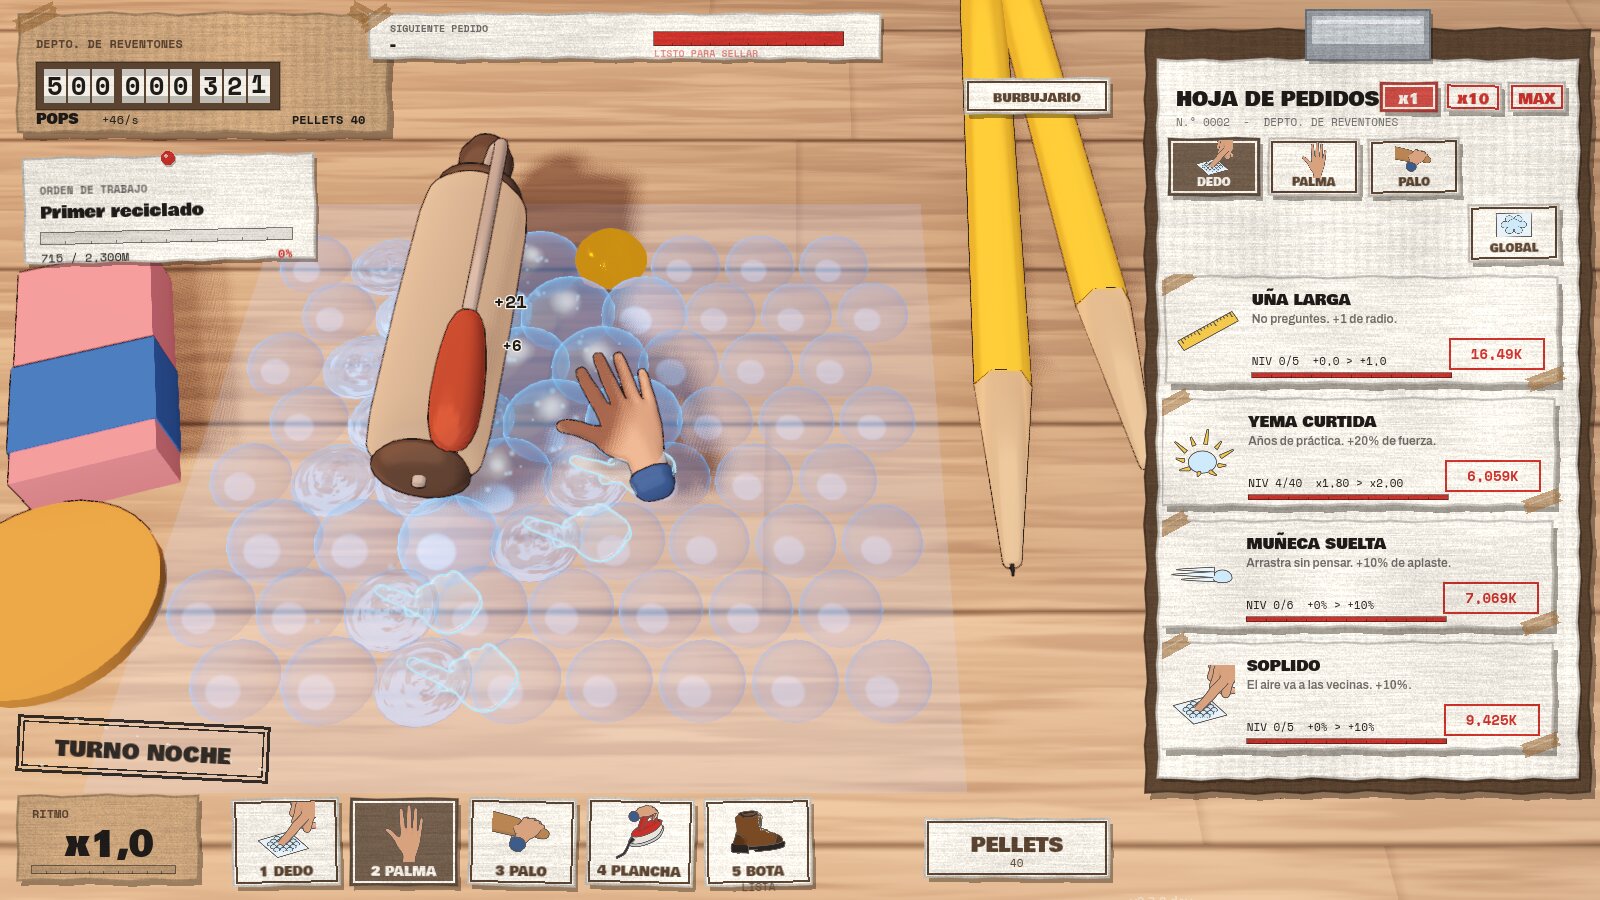 DEPTO. DE REVENTONES
500 000 321
POPS +46/s PELLETS 40
SIGUIENTE PEDIDO
-
LISTO PARA SELLAR
ORDEN DE TRABAJO
Primer reciclado
715 / 2,300M 0%
BURBUJARIO
+21
+6
HOJA DE PEDIDOS x1 x10 MAX
N.° 0002 - DEPTO. DE REVENTONES
DEDO PALMA PALO
GLOBAL
UÑA LARGA
No preguntes. +1 de radio.
NIV 0/5 +0,0 > +1,0 16,49K
YEMA CURTIDA
Años de práctica. +20% de fuerza.
NIV 4/40 x1,80 > x2,00 6,059K
MUÑECA SUELTA
Arrastra sin pensar. +10% de aplaste.
NIV 0/6 +0% > +10% 7,069K
SOPLIDO
El aire va a las vecinas. +10%.
NIV 0/5 +0% > +10% 9,425K
TURNO NOCHE
RITMO
x1,0
1 DEDO 2 PALMA 3 PALO 4 PLANCHA 5 BOTA
LISTA
PELLETS
40